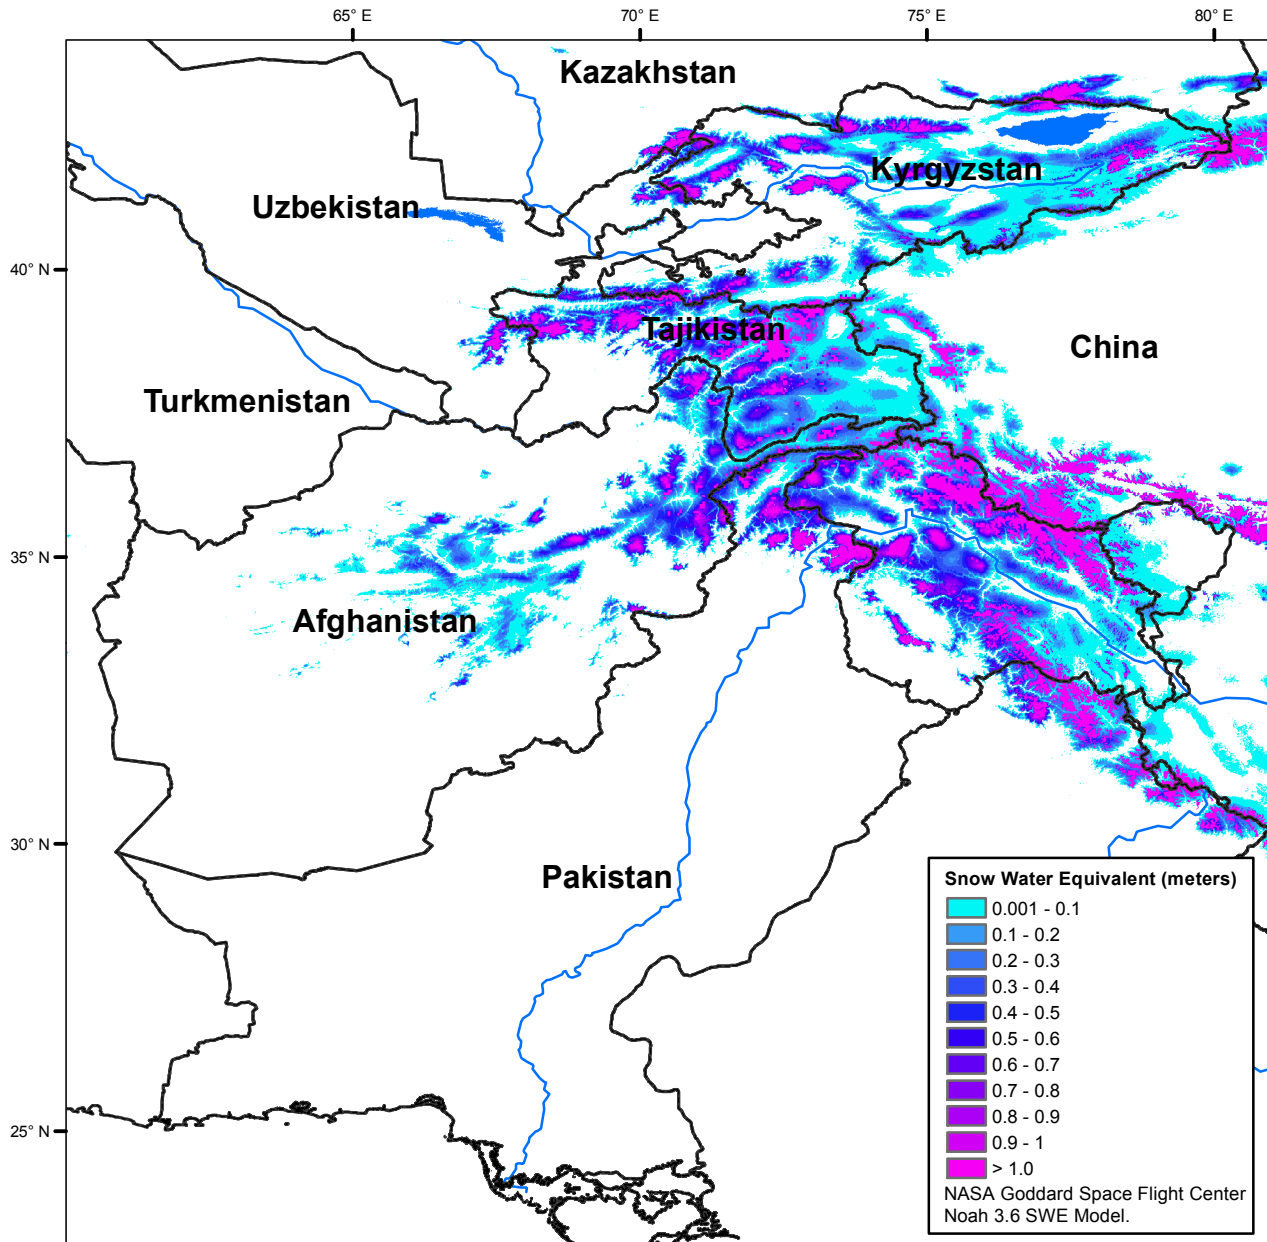 65° E
70° E
75° E
80° E
Kazakhstan
Kyrgyzstan
Uzbekistan
40° N
Tajikistan
China
Turkmenistan
35° N
Afghanistan
30° N
Pakistan
25° N
Snow Water Equivalent (meters)
0.001 - 0.1
0.1 - 0.2
0.2 - 0.3
0.3 - 0.4
0.4 - 0.5
0.5 - 0.6
0.6 - 0.7
0.7 - 0.8
0.8 - 0.9
0.9 - 1
> 1.0
NASA Goddard Space Flight Center
Noah 3.6 SWE Model.